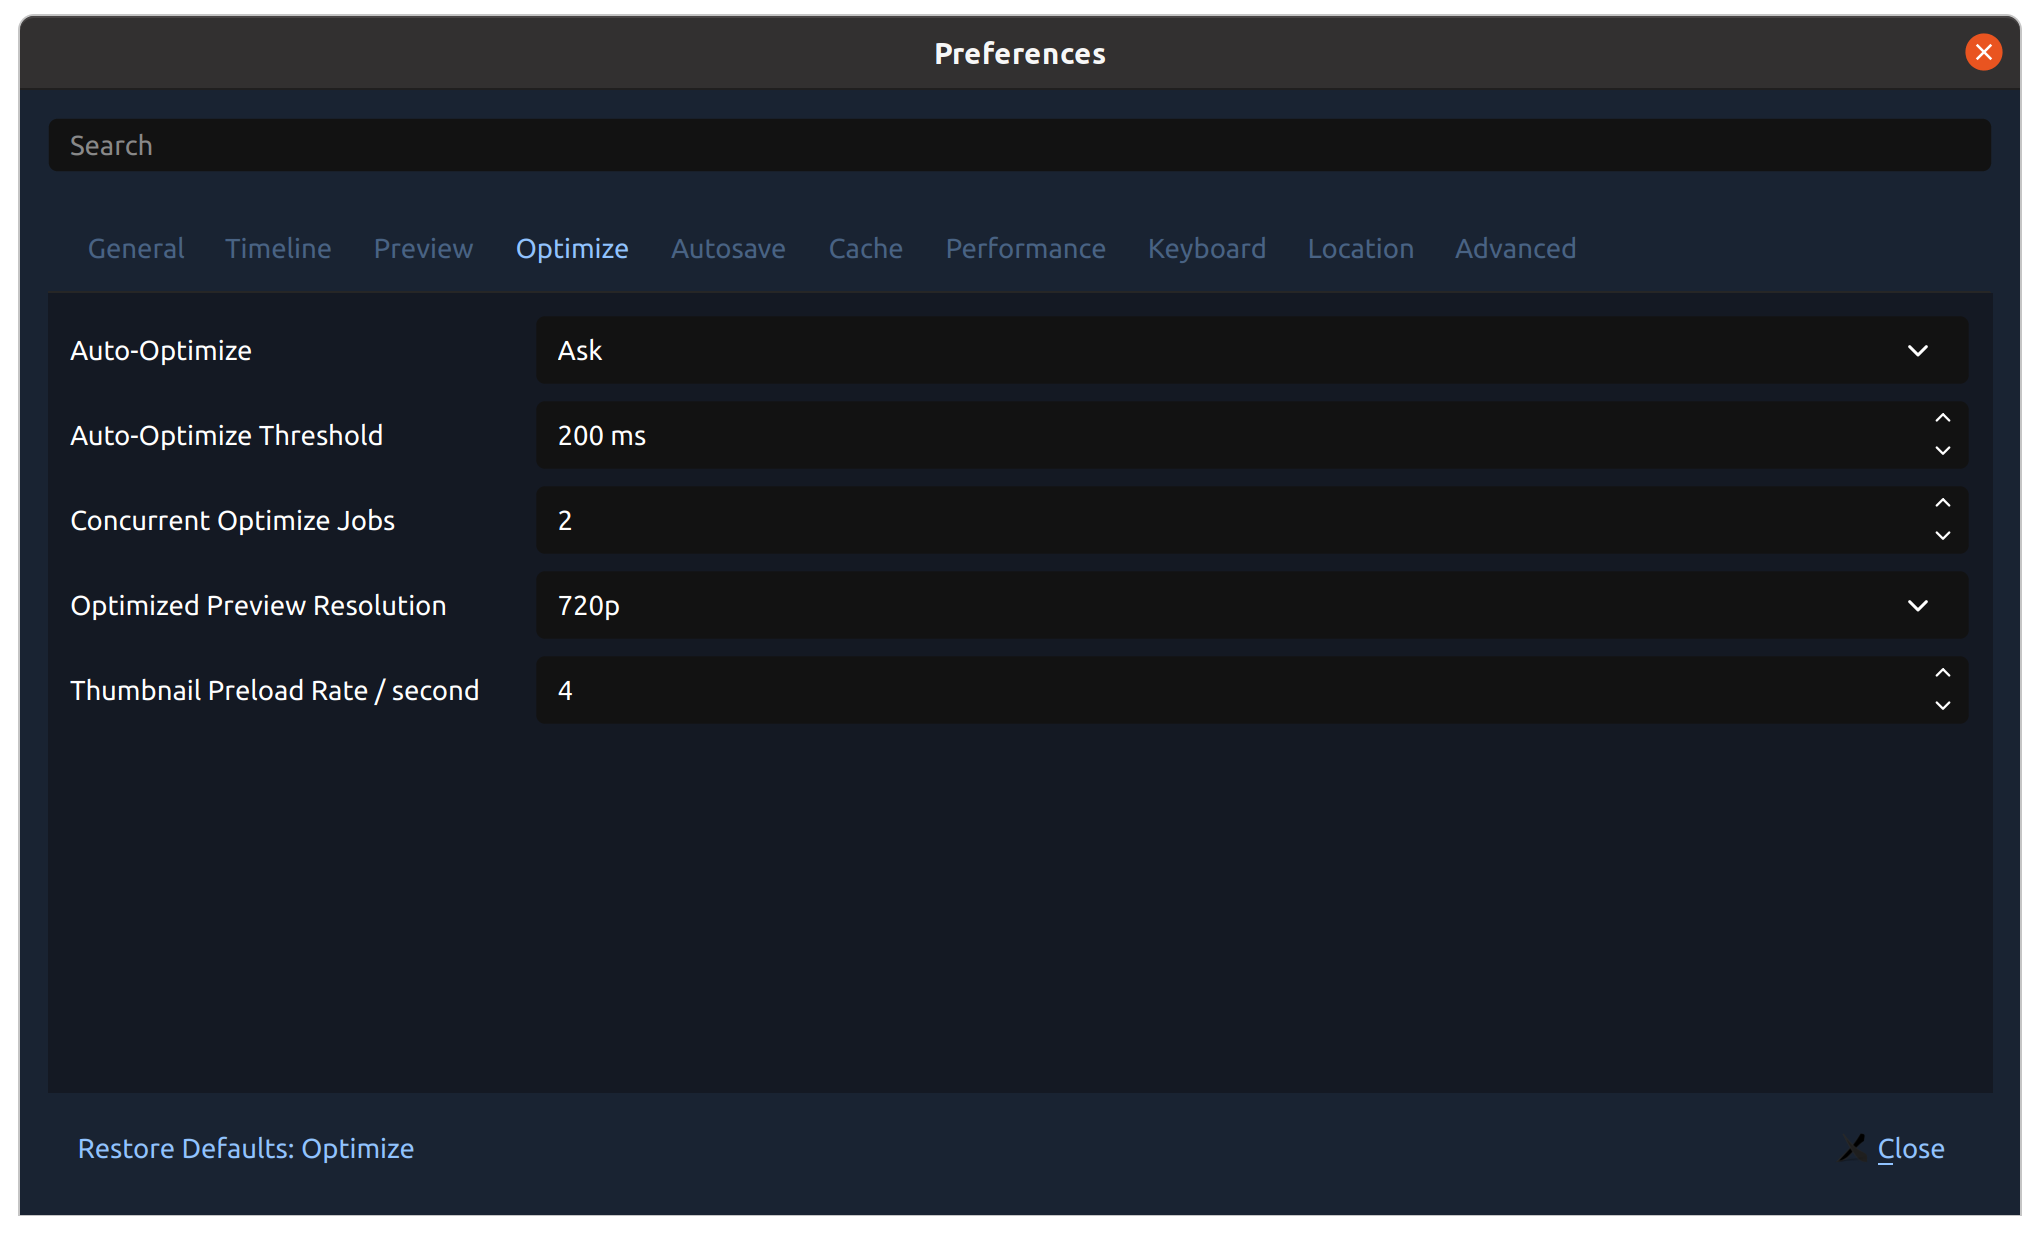 Preferences
Search
General Timeline Preview Optimize Autosave Cache Performance Keyboard Location Advanced
Auto-Optimize Ask
Auto-Optimize Threshold 200 ms
Concurrent Optimize Jobs 2
Optimized Preview Resolution 720p
Thumbnail Preload Rate / second 4
Restore Defaults: Optimize Close